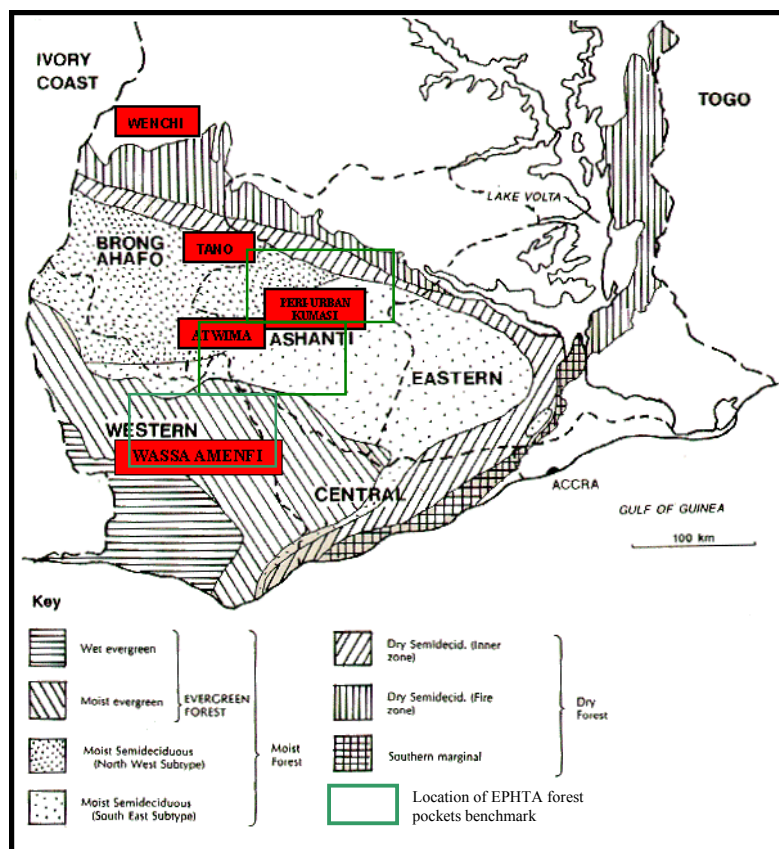 IVORY
COAST
TOGO
WENCHI
LAKE VOLTA
BRONG
AHAFO
TANO
PERI-URBAN
KUMASI
ATWIMA
ASHANTI
EASTERN
WESTERN
WASSA AMENFI
CENTRAL
ACCRA
GULF OF GUINEA
100 km
Key
Wet evergreen
Moist evergreen
EVERGREEN
FOREST
Moist Semideciduous
(North West Subtype)
Moist
Forest
Moist Semideciduous
(South East Subtype)
Dry Semidecid. (Inner
zone)
Dry Semidecid. (Fire
zone)
Dry
Forest
Southern marginal
Location of EPHTA forest
pockets benchmark